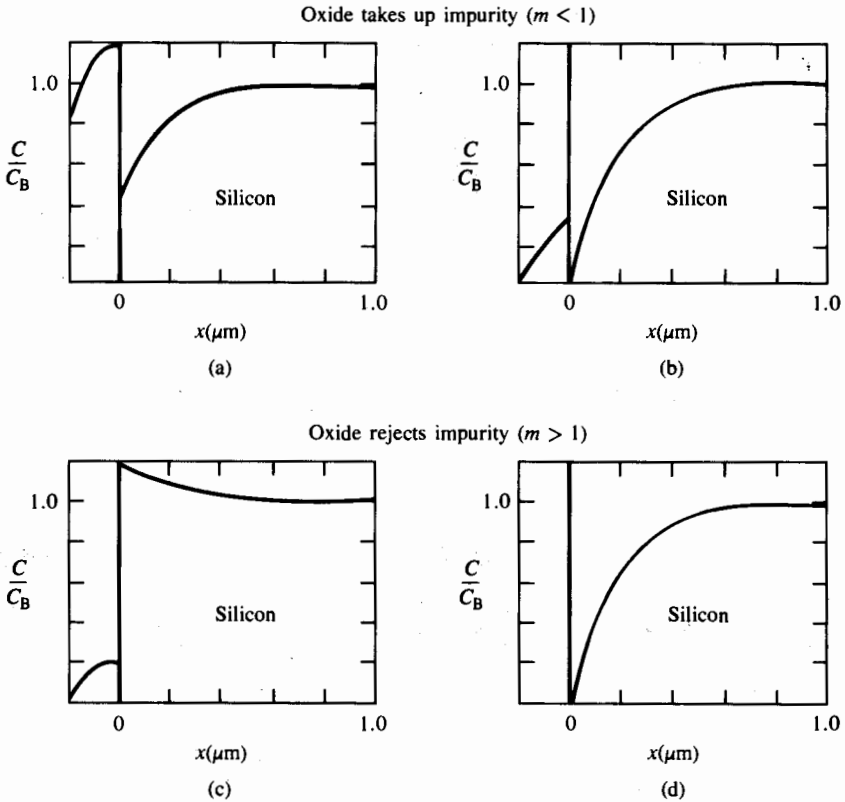 Oxide takes up impurity (m < 1)
1.0
C
C_B
Silicon
0
1.0
x(μm)
(a)
1.0
C
C_B
Silicon
0
1.0
x(μm)
(b)
Oxide rejects impurity (m > 1)
1.0
C
C_B
Silicon
0
1.0
x(μm)
(c)
1.0
C
C_B
Silicon
0
1.0
x(μm)
(d)